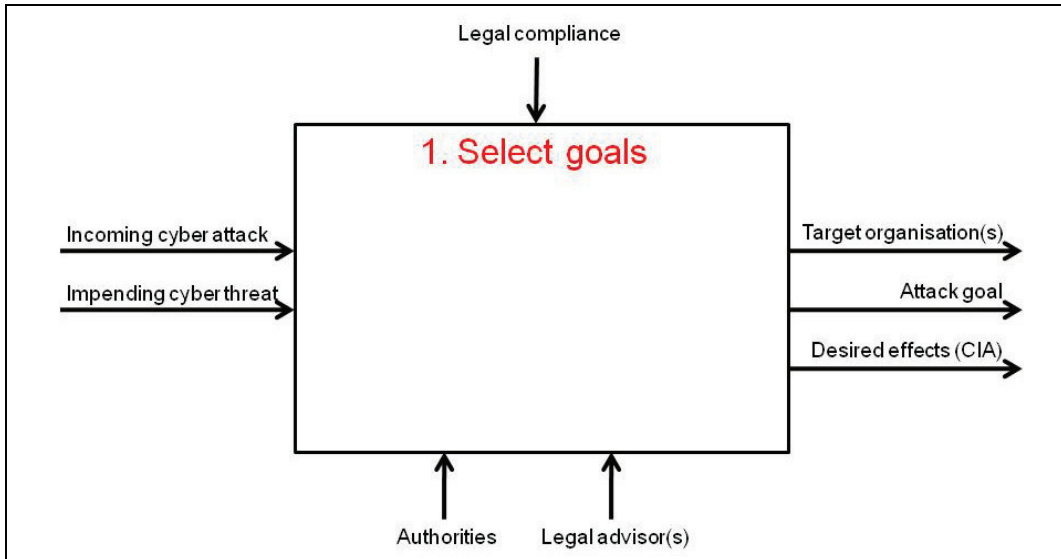 Legal compliance
1. Select goals
Incoming cyber attack
Impending cyber threat
Target organisation(s)
Attack goal
Desired effects (CIA)
Authorities
Legal advisor(s)